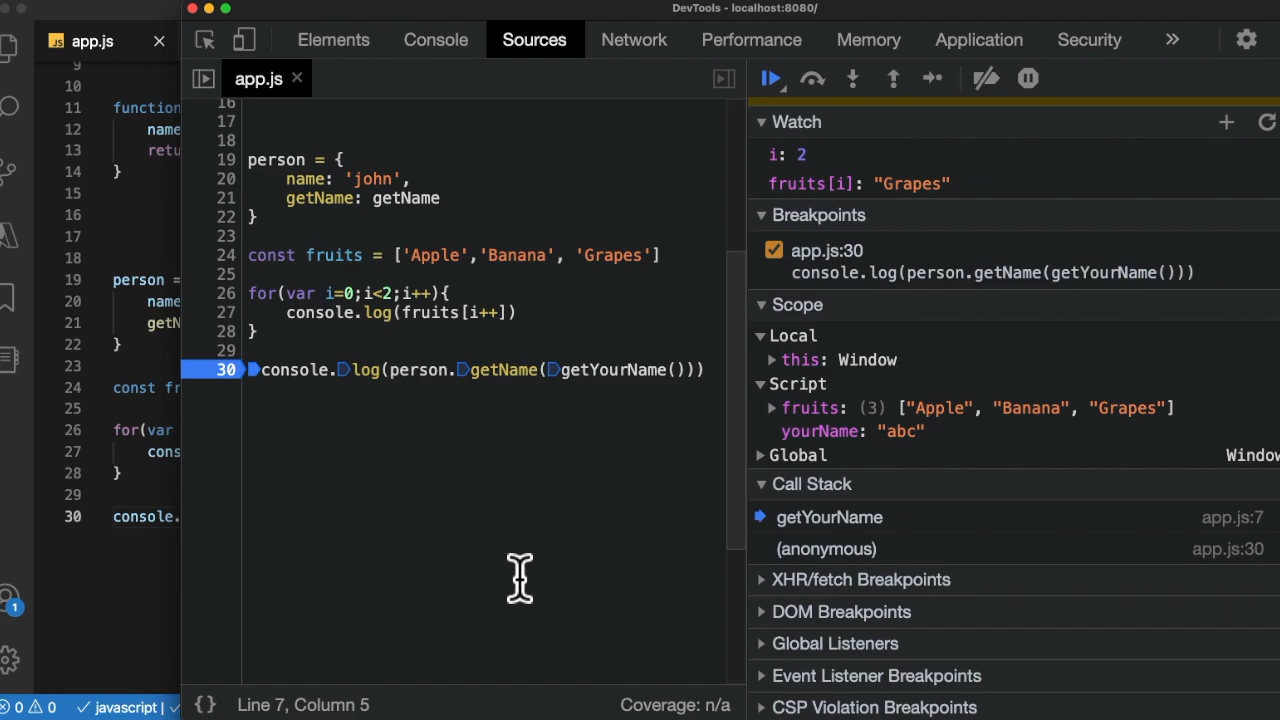 DevTools - localhost:8080/
app.js
Elements
Console
Sources
Network
Performance
Memory
Application
Security
»
9
10
11 function
12 name
13 retu
14 }
15
16
17
18
19 person =
20 name
21 getN
22 }
23
24 const fr
25
26 for(var
27 cons
28 }
29
30 console.
1
0 0 javascript |
app.js
16
17
18
19 person = {
20 name: 'john',
21 getName: getName
22 }
23
24 const fruits = ['Apple','Banana', 'Grapes']
25
26 for(var i=0;i<2;i++){
27 console.log(fruits[i++])
28 }
29
30 console.log(person.getName(getYourName()))
{} Line 7, Column 5
Coverage: n/a
Watch
i: 2
fruits[i]: "Grapes"
Breakpoints
app.js:30
console.log(person.getName(getYourName()))
Scope
Local
this: Window
Script
fruits: (3) ["Apple", "Banana", "Grapes"]
yourName: "abc"
Global Window
Call Stack
getYourName app.js:7
(anonymous) app.js:30
XHR/fetch Breakpoints
DOM Breakpoints
Global Listeners
Event Listener Breakpoints
CSP Violation Breakpoints